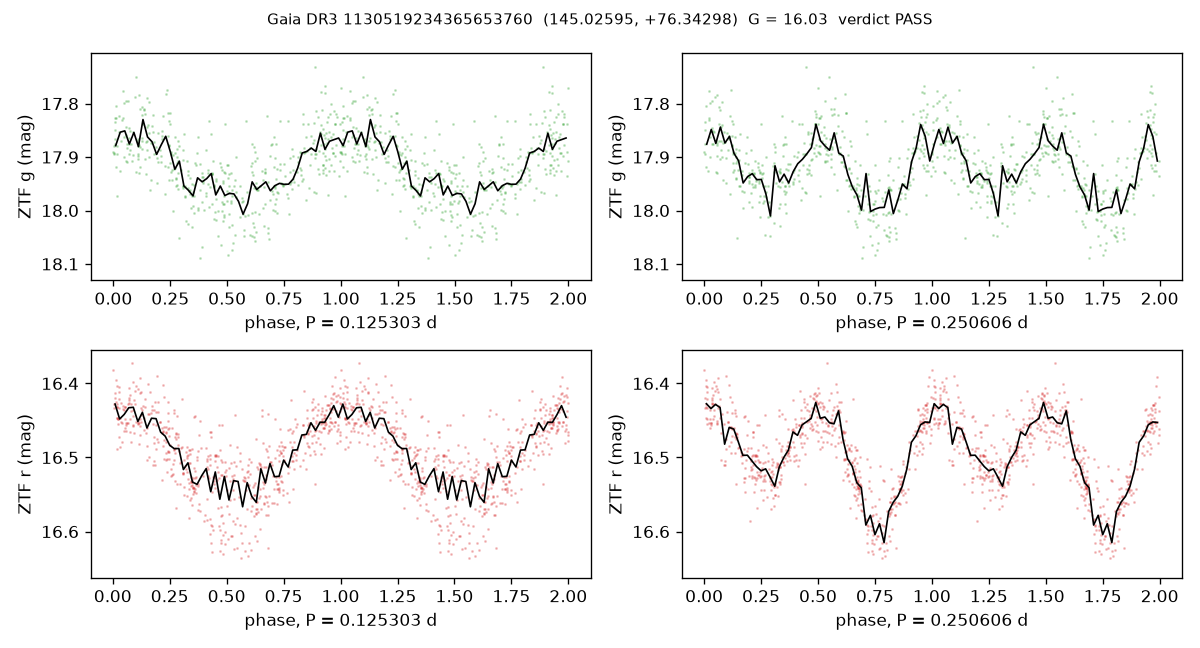 Gaia DR3 1130519234365653760 (145.02595, +76.34298) G = 16.03 verdict PASS
ZTF g (mag)
17.8
17.9
18.0
18.1
0.00 0.25 0.50 0.75 1.00 1.25 1.50 1.75 2.00
phase, P = 0.125303 d
ZTF g (mag)
17.8
17.9
18.0
18.1
0.00 0.25 0.50 0.75 1.00 1.25 1.50 1.75 2.00
phase, P = 0.250606 d
ZTF r (mag)
16.4
16.5
16.6
0.00 0.25 0.50 0.75 1.00 1.25 1.50 1.75 2.00
phase, P = 0.125303 d
ZTF r (mag)
16.4
16.5
16.6
0.00 0.25 0.50 0.75 1.00 1.25 1.50 1.75 2.00
phase, P = 0.250606 d